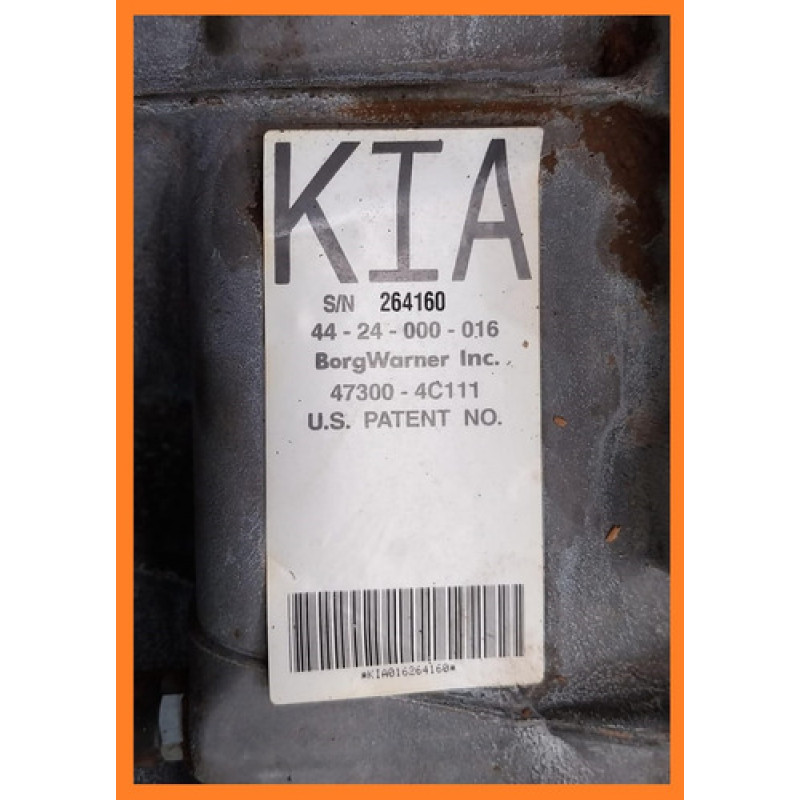 KIA
S/N 264160
44 - 24 - 000 - 016
BorgWarner Inc.
47300 - 4C111
U.S. PATENT NO.
*KIA016264160*